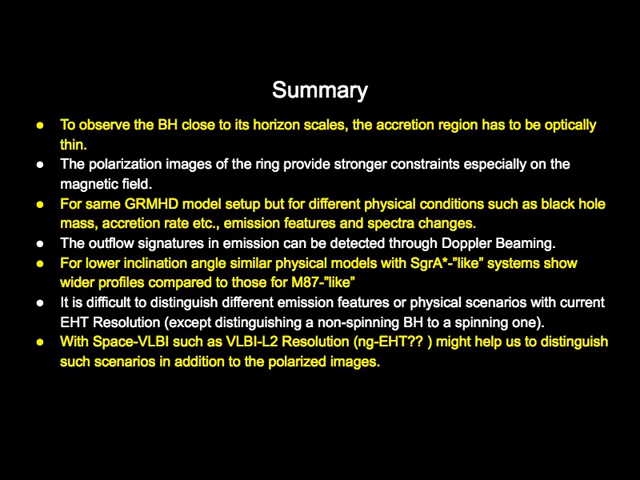 Summary
● To observe the BH close to its horizon scales, the accretion region has to be optically
thin.
● The polarization images of the ring provide stronger constraints especially on the
magnetic field.
● For same GRMHD model setup but for different physical conditions such as black hole
mass, accretion rate etc., emission features and spectra changes.
● The outflow signatures in emission can be detected through Doppler Beaming.
● For lower inclination angle similar physical models with SgrA*-"like” systems show
wider profiles compared to those for M87-”like”
● It is difficult to distinguish different emission features or physical scenarios with current
EHT Resolution (except distinguishing a non-spinning BH to a spinning one).
● With Space-VLBI such as VLBI-L2 Resolution (ng-EHT?? ) might help us to distinguish
such scenarios in addition to the polarized images.